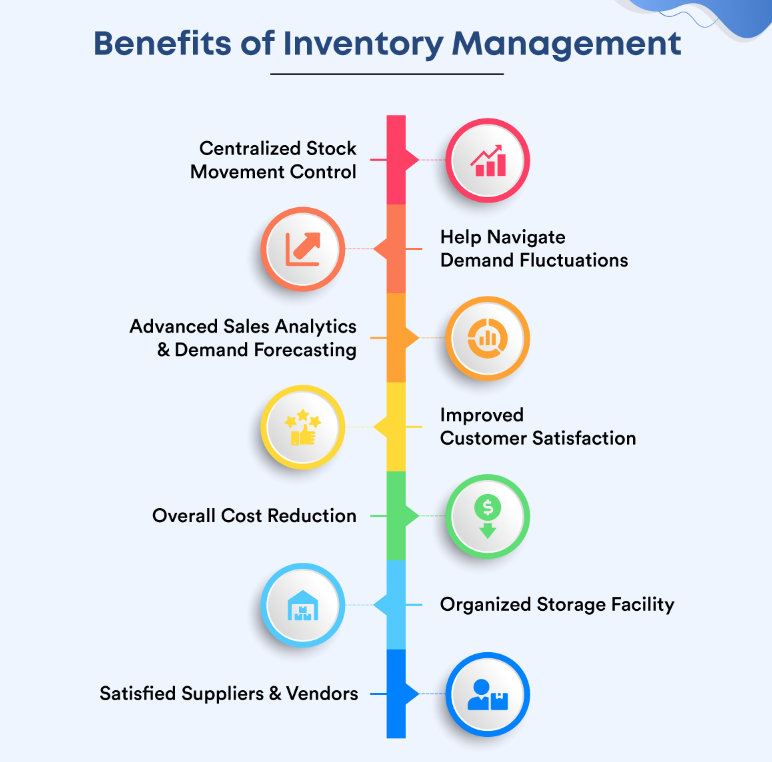 Benefits of Inventory Management
Centralized Stock
Movement Control
Help Navigate
Demand Fluctuations
Advanced Sales Analytics
& Demand Forecasting
Improved
Customer Satisfaction
Overall Cost Reduction
$
Organized Storage Facility
Satisfied Suppliers & Vendors